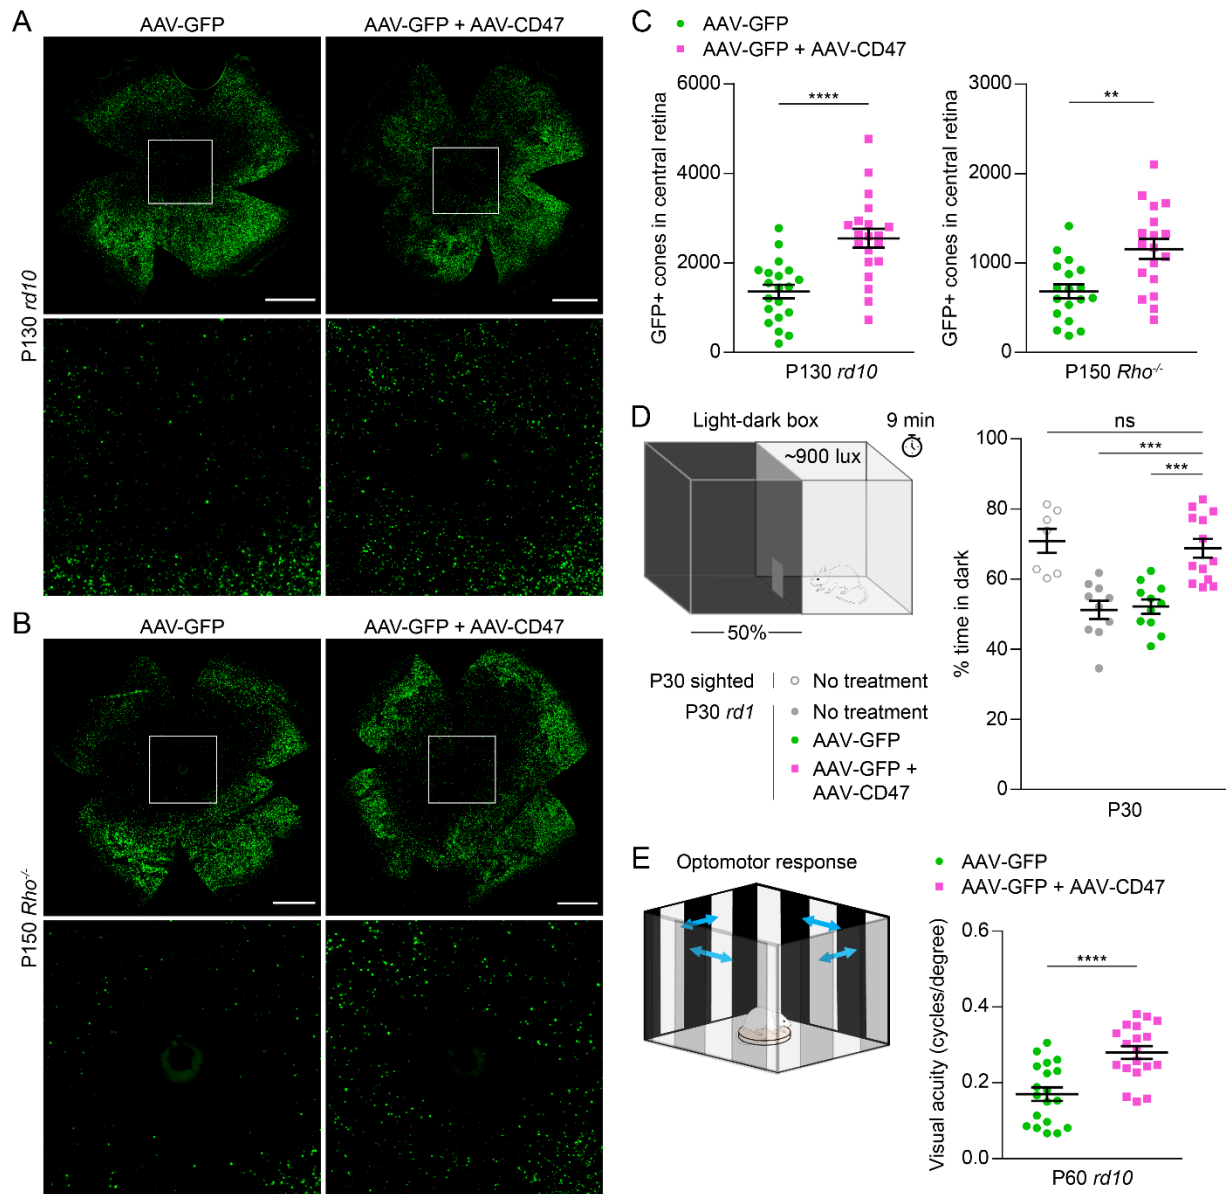 A
AAV-GFP
AAV-GFP + AAV-CD47
P130 rd10
B
AAV-GFP
AAV-GFP + AAV-CD47
P150 Rho-/-
C
AAV-GFP
AAV-GFP + AAV-CD47
GFP+ cones in central retina
6000
4000
2000
0
****
P130 rd10
GFP+ cones in central retina
3000
2000
1000
0
**
P150 Rho-/-
D
Light-dark box
9 min
~900 lux
50%
P30 sighted
No treatment
P30 rd1
No treatment
AAV-GFP
AAV-GFP +
AAV-CD47
% time in dark
100
80
60
40
20
0
ns
***
***
P30
E
Optomotor response
AAV-GFP
AAV-GFP + AAV-CD47
Visual acuity (cycles/degree)
0.6
0.4
0.2
0.0
****
P60 rd10